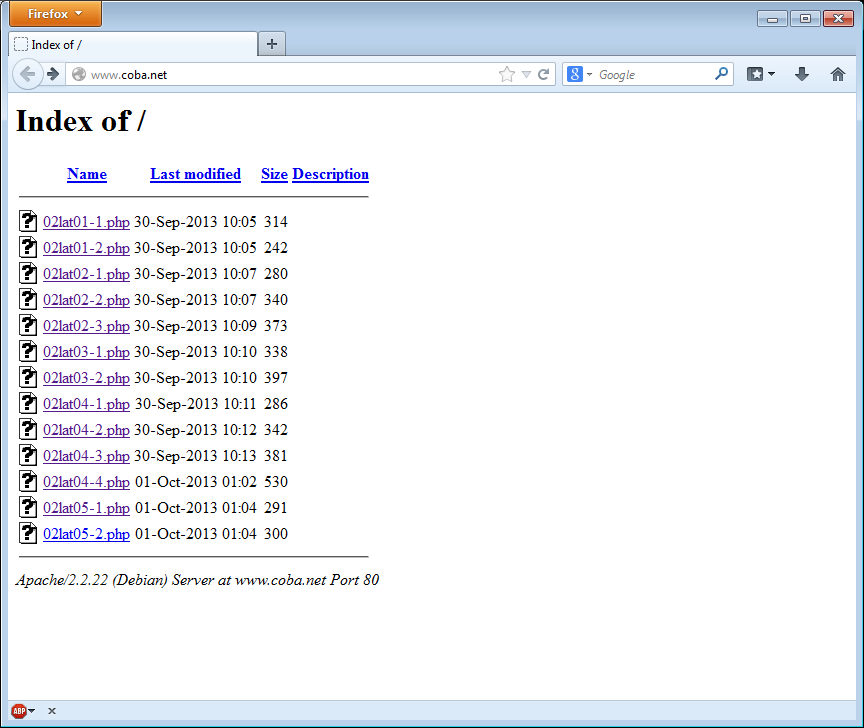 Firefox
Index of /
www.coba.net
8 Google
Index of /
Name Last modified Size Description
02lat01-1.php 30-Sep-2013 10:05 314
02lat01-2.php 30-Sep-2013 10:05 242
02lat02-1.php 30-Sep-2013 10:07 280
02lat02-2.php 30-Sep-2013 10:07 340
02lat02-3.php 30-Sep-2013 10:09 373
02lat03-1.php 30-Sep-2013 10:10 338
02lat03-2.php 30-Sep-2013 10:10 397
02lat04-1.php 30-Sep-2013 10:11 286
02lat04-2.php 30-Sep-2013 10:12 342
02lat04-3.php 30-Sep-2013 10:13 381
02lat04-4.php 01-Oct-2013 01:02 530
02lat05-1.php 01-Oct-2013 01:04 291
02lat05-2.php 01-Oct-2013 01:04 300
Apache/2.2.22 (Debian) Server at www.coba.net Port 80
ABP